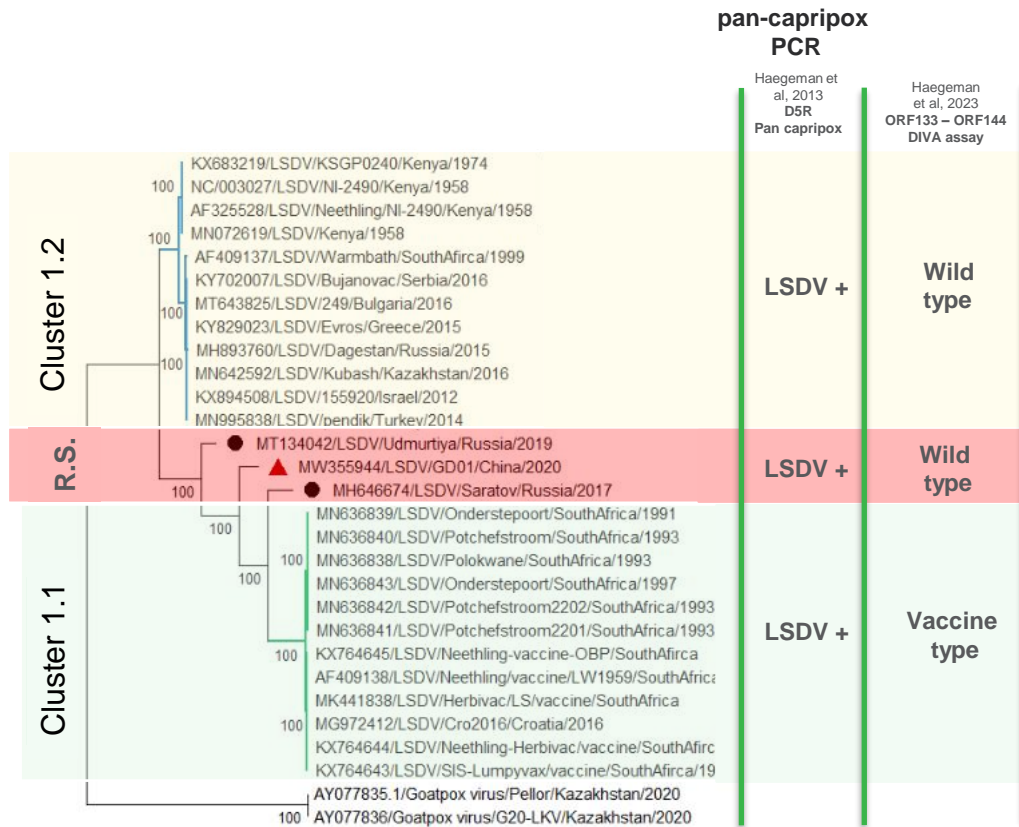 pan-capripox
PCR
Haegeman et
al, 2013
D5R
Pan capripox
Haegeman
et al, 2023
ORF133 – ORF144
DIVA assay
Cluster 1.2
KX683219/LSDV/KSGP0240/Kenya/1974
NC/003027/LSDV/NI-2490/Kenya/1958
AF325528/LSDV/Neethling/NI-2490/Kenya/1958
MN072619/LSDV/Kenya/1958
AF409137/LSDV/Warmbath/SouthAfirca/1999
KY702007/LSDV/Bujanovac/Serbia/2016
MT643825/LSDV/249/Bulgaria/2016
KY829023/LSDV/Evros/Greece/2015
MH893760/LSDV/Dagestan/Russia/2015
MN642592/LSDV/Kubash/Kazakhstan/2016
KX894508/LSDV/155920/Israel/2012
MN995838/LSDV/pendik/Turkey/2014
100
100
100
100
LSDV +
Wild
type
R.S.
MT134042/LSDV/Udmurtiya/Russia/2019
MW355944/LSDV/GD01/China/2020
MH646674/LSDV/Saratov/Russia/2017
100
LSDV +
Wild
type
Cluster 1.1
MN636839/LSDV/Onderstepoort/SouthAfrica/1991
MN636840/LSDV/Potchefstroom/SouthAfrica/1993
MN636838/LSDV/Polokwane/SouthAfrica/1993
MN636843/LSDV/Onderstepoort/SouthAfrica/1997
MN636842/LSDV/Potchefstroom2202/SouthAfrica/1993
MN636841/LSDV/Potchefstroom2201/SouthAfrica/1993
KX764645/LSDV/Neethling-vaccine-OBP/SouthAfirca
AF409138/LSDV/Neethling/vaccine/LW1959/SouthAfrica
MK441838/LSDV/Herbivac/LS/vaccine/SouthAfirca
MG972412/LSDV/Cro2016/Croatia/2016
KX764644/LSDV/Neethling-Herbivac/vaccine/SouthAfirc
KX764643/LSDV/SIS-Lumpyvax/vaccine/SouthAfirca/19
100
100
100
100
100
LSDV +
Vaccine
type
AY077835.1/Goatpox virus/Pellor/Kazakhstan/2020
AY077836/Goatpox virus/G20-LKV/Kazakhstan/2020
100